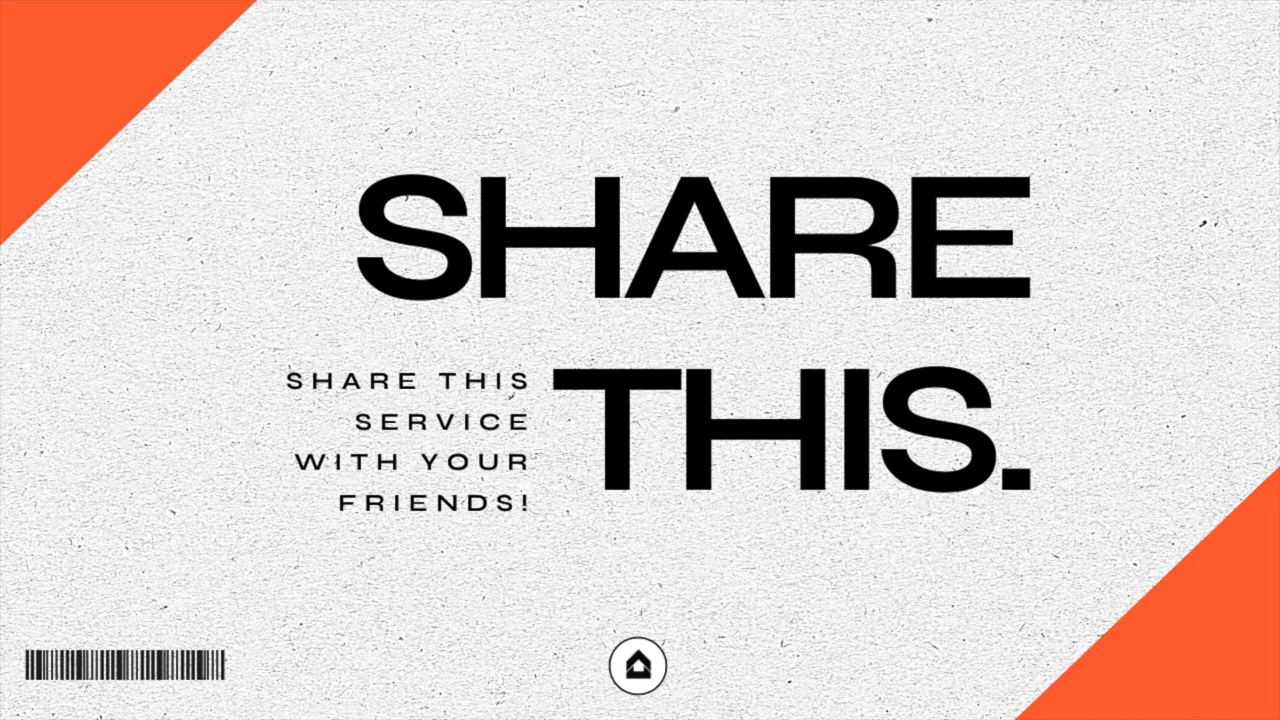 SHARE
THIS.
SHARE THIS
SERVICE
WITH YOUR
FRIENDS!